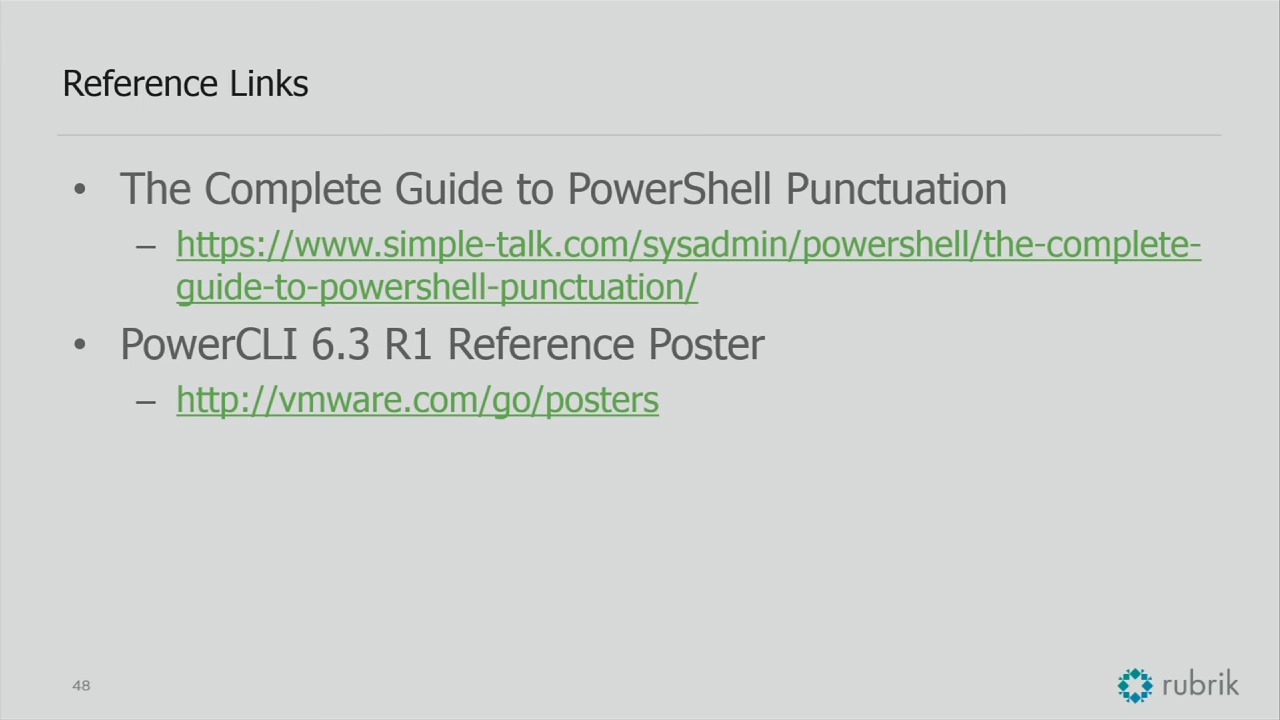 Reference Links
• The Complete Guide to PowerShell Punctuation
– https://www.simple-talk.com/sysadmin/powershell/the-complete-
guide-to-powershell-punctuation/
• PowerCLI 6.3 R1 Reference Poster
– http://vmware.com/go/posters
48
rubrik